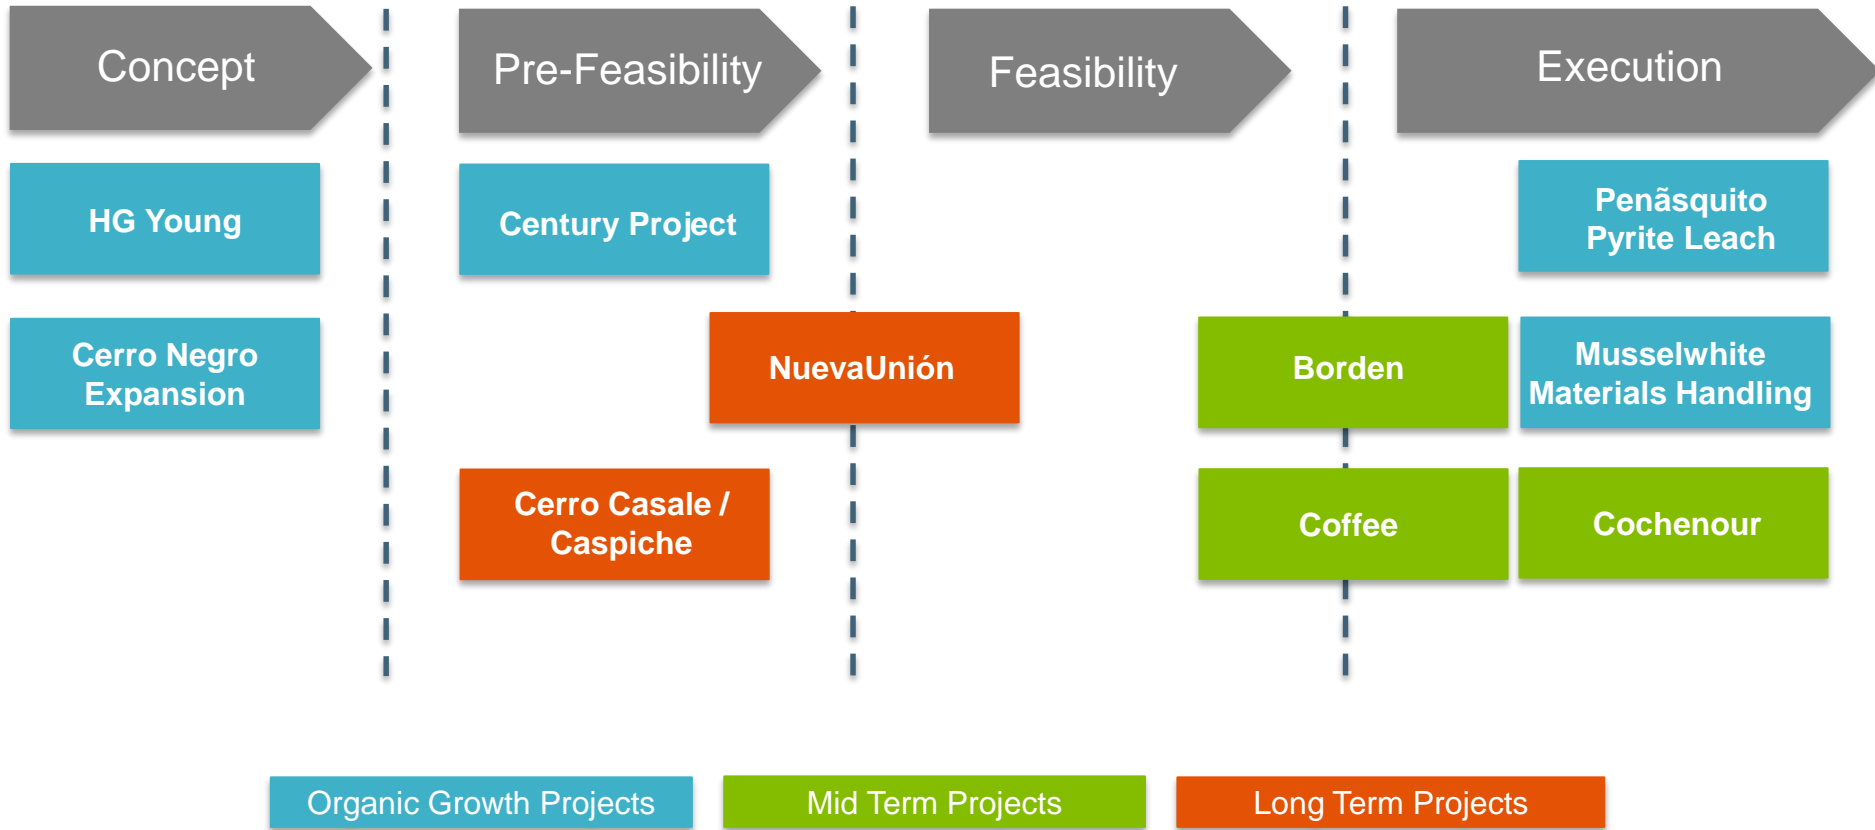 Concept
Pre-Feasibility
Feasibility
Execution
HG Young
Century Project
Penãsquito
Pyrite Leach
Cerro Negro
Expansion
NuevaUnión
Borden
Musselwhite
Materials Handling
Cerro Casale /
Caspiche
Coffee
Cochenour
Organic Growth Projects
Mid Term Projects
Long Term Projects